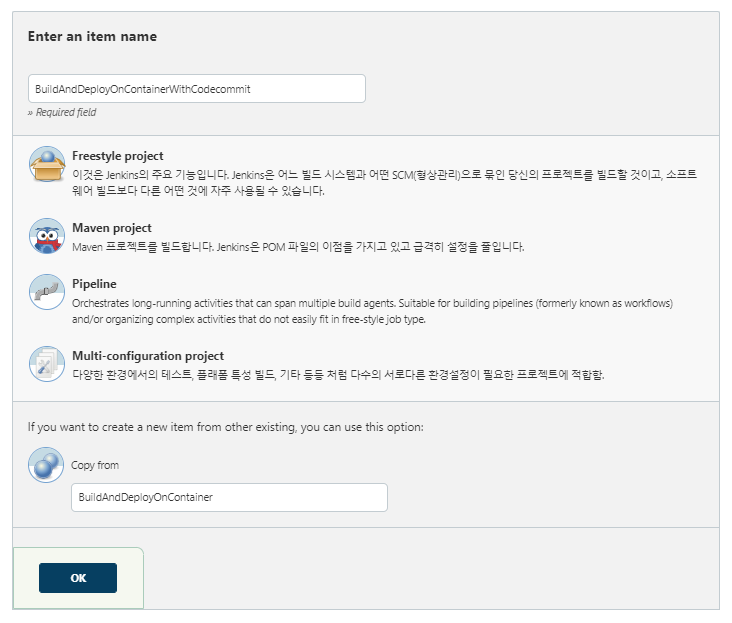 Enter an item name
BuildAndDeployOnContainerWithCodecommit
» Required field
Freestyle project
이것은 Jenkins의 주요 기능입니다. Jenkins은 어느 빌드 시스템과 어떤 SCM(형상관리)으로 묶인 당신의 프로젝트를 빌드할 것이고, 소프트
웨어 빌드보다 다른 어떤 것에 자주 사용될 수 있습니다.
Maven project
Maven 프로젝트를 빌드합니다. Jenkins은 POM 파일의 이점을 가지고 있고 급격히 설정을 줄입니다.
Pipeline
Orchestrates long-running activities that can span multiple build agents. Suitable for building pipelines (formerly known as workflows)
and/or organizing complex activities that do not easily fit in free-style job type.
Multi-configuration project
다양한 환경에서의 테스트, 플래폼 특성 빌드, 기타 등등 처럼 다수의 서로다른 환경설정이 필요한 프로젝트에 적합함.
If you want to create a new item from other existing, you can use this option:
Copy from
BuildAndDeployOnContainer
OK